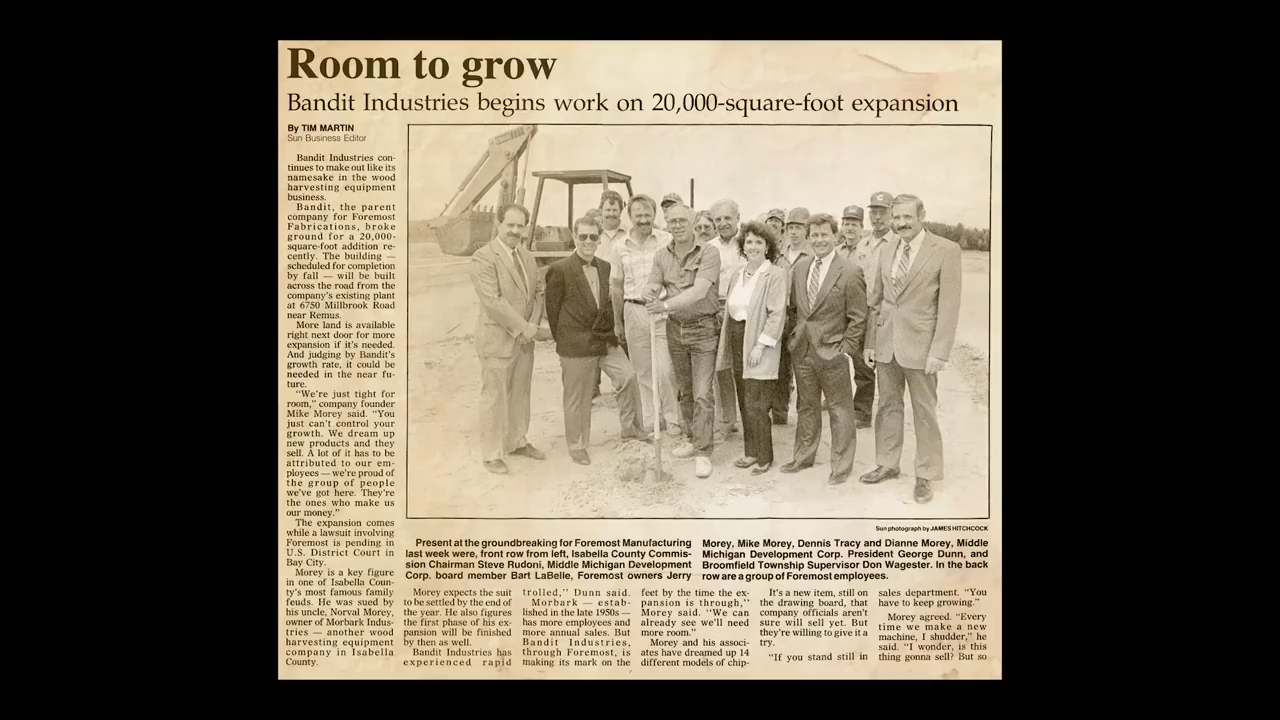 Room to grow
Bandit Industries begins work on 20,000-square-foot expansion
By TIM MARTIN
Sun Business Editor
Bandit Industries con-
tinues to make out like its
namesake in the wood
harvesting equipment
business.
Bandit, the parent
company for Foremost
Fabrications, broke
ground for a 20,000-
square-foot addition re-
cently. The building —
scheduled for completion
by fall — will be built
across the road from the
company's existing plant
at 6750 Millbrook Road
near Remus.
More land is available
right next door for more
expansion if it's needed.
And judging by Bandit's
growth rate, it could be
needed in the near fu-
ture.
"We're just tight for
room," company founder
Mike Morey said. "You
just can't control your
growth. We dream up
new products and they
sell. A lot of it has to be
attributed to our em-
ployees — we're proud of
the group of people
we've got here. They're
the ones who make us
our money."
The expansion comes
while a lawsuit involving
Foremost is pending in
U.S. District Court in
Bay City.
Morey is a key figure
in one of Isabella Coun-
ty's most famous family
feuds. He was sued by
his uncle, Norval Morey,
owner of Morbark Indus-
tries — another wood
harvesting equipment
company in Isabella
County.
Sun photograph by JAMES HITCHCOCK
Present at the groundbreaking for Foremost Manufacturing
last week were, front row from left, Isabella County Commis-
sion Chairman Steve Rudoni, Middle Michigan Development
Corp. board member Bart LaBelle, Foremost owners Jerry
Morey, Mike Morey, Dennis Tracy and Dianne Morey, Middle
Michigan Development Corp. President George Dunn, and
Broomfield Township Supervisor Don Wagester. In the back
row are a group of Foremost employees.
Morey expects the suit
to be settled by the end of
the year. He also figures
the first phase of his ex-
pansion will be finished
by then as well.
Bandit Industries has
experienced rapid
trolled," Dunn said.
Morbark — estab-
lished in the late 1950s —
has more employees and
more annual sales. But
Bandit Industries,
through Foremost, is
making its mark on the
feet by the time the ex-
pansion is through,"
Morey said. "We can
already see we'll need
more room."
Morey and his associ-
ates have dreamed up 14
different models of chip-
It's a new item, still on
the drawing board, that
company officials aren't
sure will sell yet. But
they're willing to give it a
try.
"If you stand still in
sales department. "You
have to keep growing."
Morey agreed. "Every
time we make a new
machine, I shudder," he
said. "I wonder, is this
thing gonna sell? But so